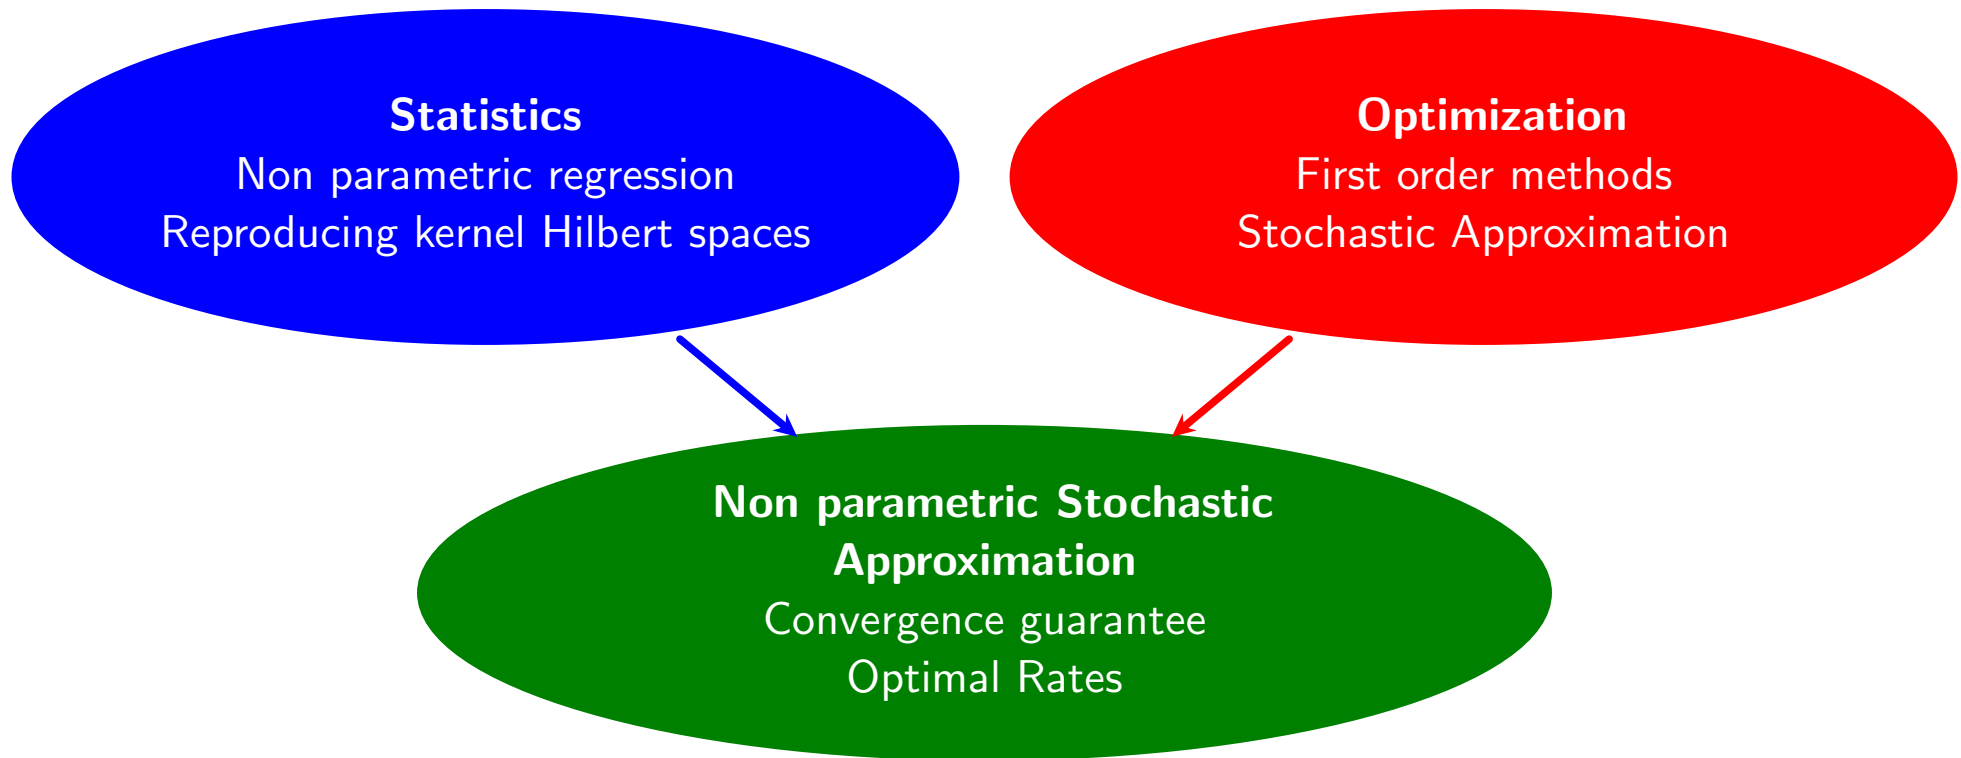 Statistics
Non parametric regression
Reproducing kernel Hilbert spaces
Optimization
First order methods
Stochastic Approximation
Non parametric Stochastic
Approximation
Convergence guarantee
Optimal Rates